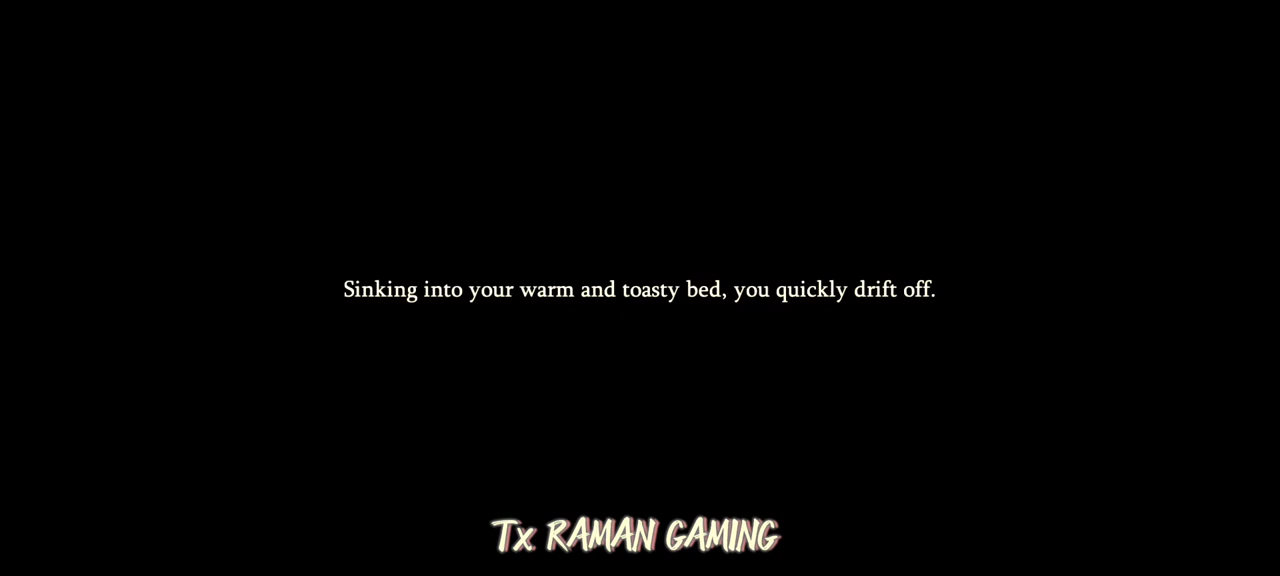 Sinking into your warm and toasty bed, you quickly drift off.
Tx RAMAN GAMING